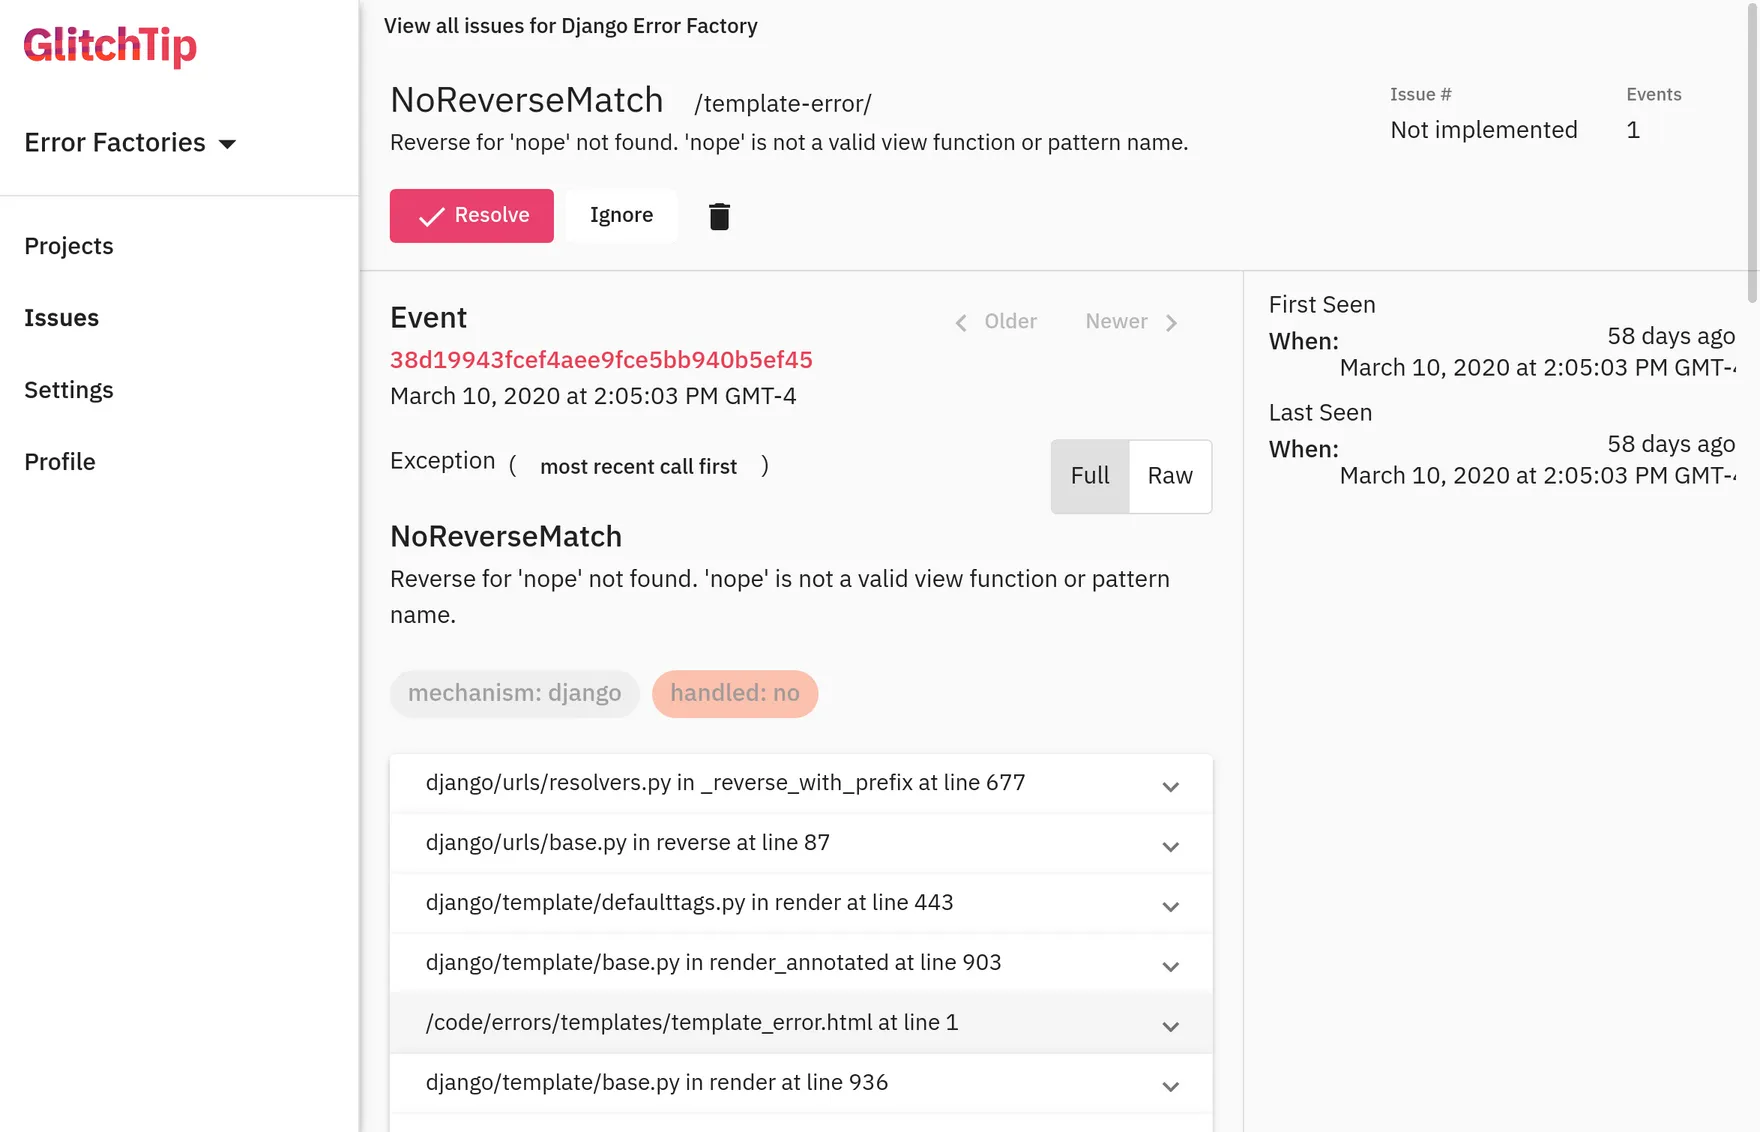 GlitchTip
Error Factories
Projects
Issues
Settings
Profile
View all issues for Django Error Factory
NoReverseMatch /template-error/
Reverse for 'nope' not found. 'nope' is not a valid view function or pattern name.
Issue #
Not implemented
Events
1
Resolve
Ignore
Event
Older
Newer
38d19943fcef4aee9fce5bb940b5ef45
March 10, 2020 at 2:05:03 PM GMT-4
Exception ( most recent call first )
Full
Raw
NoReverseMatch
Reverse for 'nope' not found. 'nope' is not a valid view function or pattern
name.
mechanism: django
handled: no
django/urls/resolvers.py in _reverse_with_prefix at line 677
django/urls/base.py in reverse at line 87
django/template/defaulttags.py in render at line 443
django/template/base.py in render_annotated at line 903
/code/errors/templates/template_error.html at line 1
django/template/base.py in render at line 936
First Seen
When: 58 days ago
March 10, 2020 at 2:05:03 PM GMT-
Last Seen
When: 58 days ago
March 10, 2020 at 2:05:03 PM GMT-